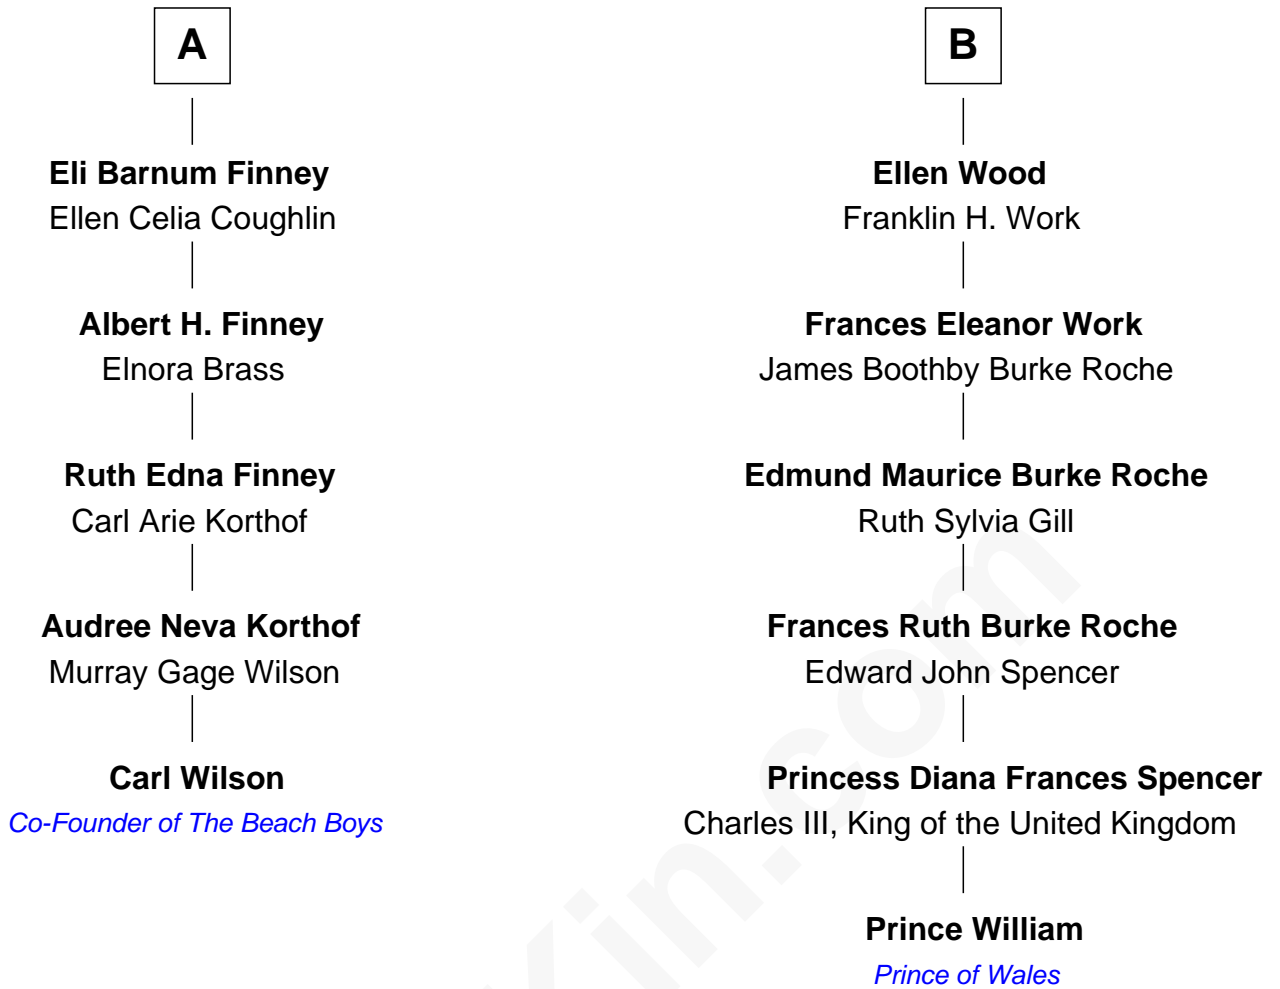 A
Eli Barnum Finney
Ellen Celia Coughlin
Albert H. Finney
Elnora Brass
Ruth Edna Finney
Carl Arie Korthof
Audree Neva Korthof
Murray Gage Wilson
Carl Wilson
Co-Founder of The Beach Boys
B
Ellen Wood
Franklin H. Work
Frances Eleanor Work
James Boothby Burke Roche
Edmund Maurice Burke Roche
Ruth Sylvia Gill
Frances Ruth Burke Roche
Edward John Spencer
Princess Diana Frances Spencer
Charles III, King of the United Kingdom
Prince William
Prince of Wales
Kin.com